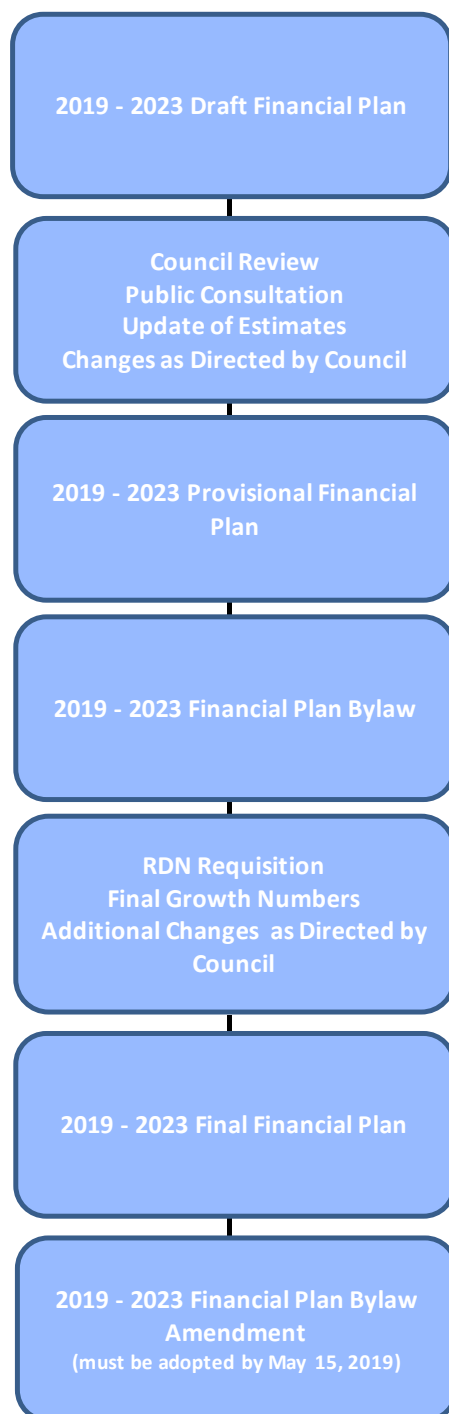 2019 - 2023 Draft Financial Plan
Council Review
Public Consultation
Update of Estimates
Changes as Directed by Council
2019 - 2023 Provisional Financial
Plan
2019 - 2023 Financial Plan Bylaw
RDN Requisition
Final Growth Numbers
Additional Changes as Directed by
Council
2019 - 2023 Final Financial Plan
2019 - 2023 Financial Plan Bylaw
Amendment
(must be adopted by May 15, 2019)